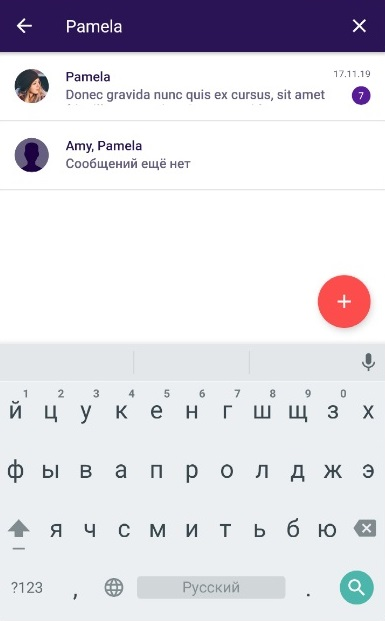 Pamela
Pamela
17.11.19
Donec gravida nunc quis ex cursus, sit amet
7
Amy, Pamela
Сообщений ещё нет
+
1 2 3 4 5 6 7 8 9 0
й ц у к е н г ш щ з х
ф ы в а п р о л д ж э
я ч с м и т ь б ю
?123 , Русский .